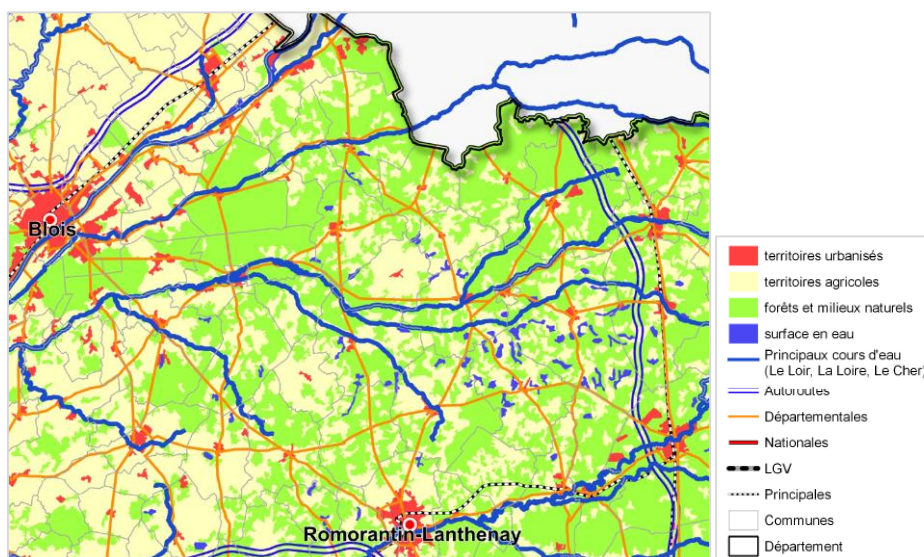 Blois
Romorantin-Lanthenay
territoires urbanisés
territoires agricoles
forêts et milieux naturels
surface en eau
Principaux cours d'eau
(Le Loir, La Loire, Le Cher)
Autoroutes
Départementales
Nationales
LGV
Principales
Communes
Département